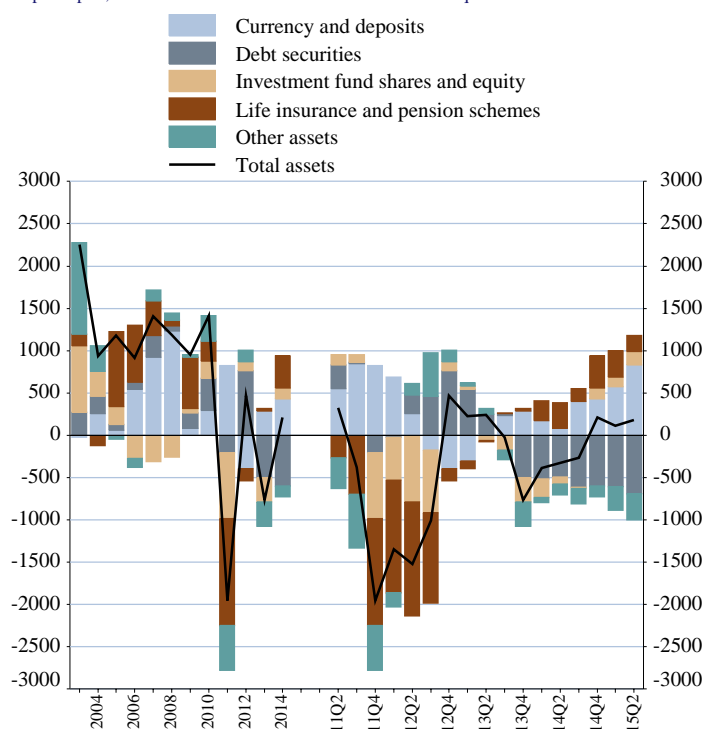 Currency and deposits
Debt securities
Investment fund shares and equity
Life insurance and pension schemes
Other assets
Total assets
3000 3000
2500 2500
2000 2000
1500 1500
1000 1000
500 500
0 0
-500 -500
-1000 -1000
-1500 -1500
-2000 -2000
-2500 -2500
-3000 -3000
2004 2006 2008 2010 2012 2014 11Q2 11Q4 12Q2 12Q4 13Q2 13Q4 14Q2 14Q4 15Q2